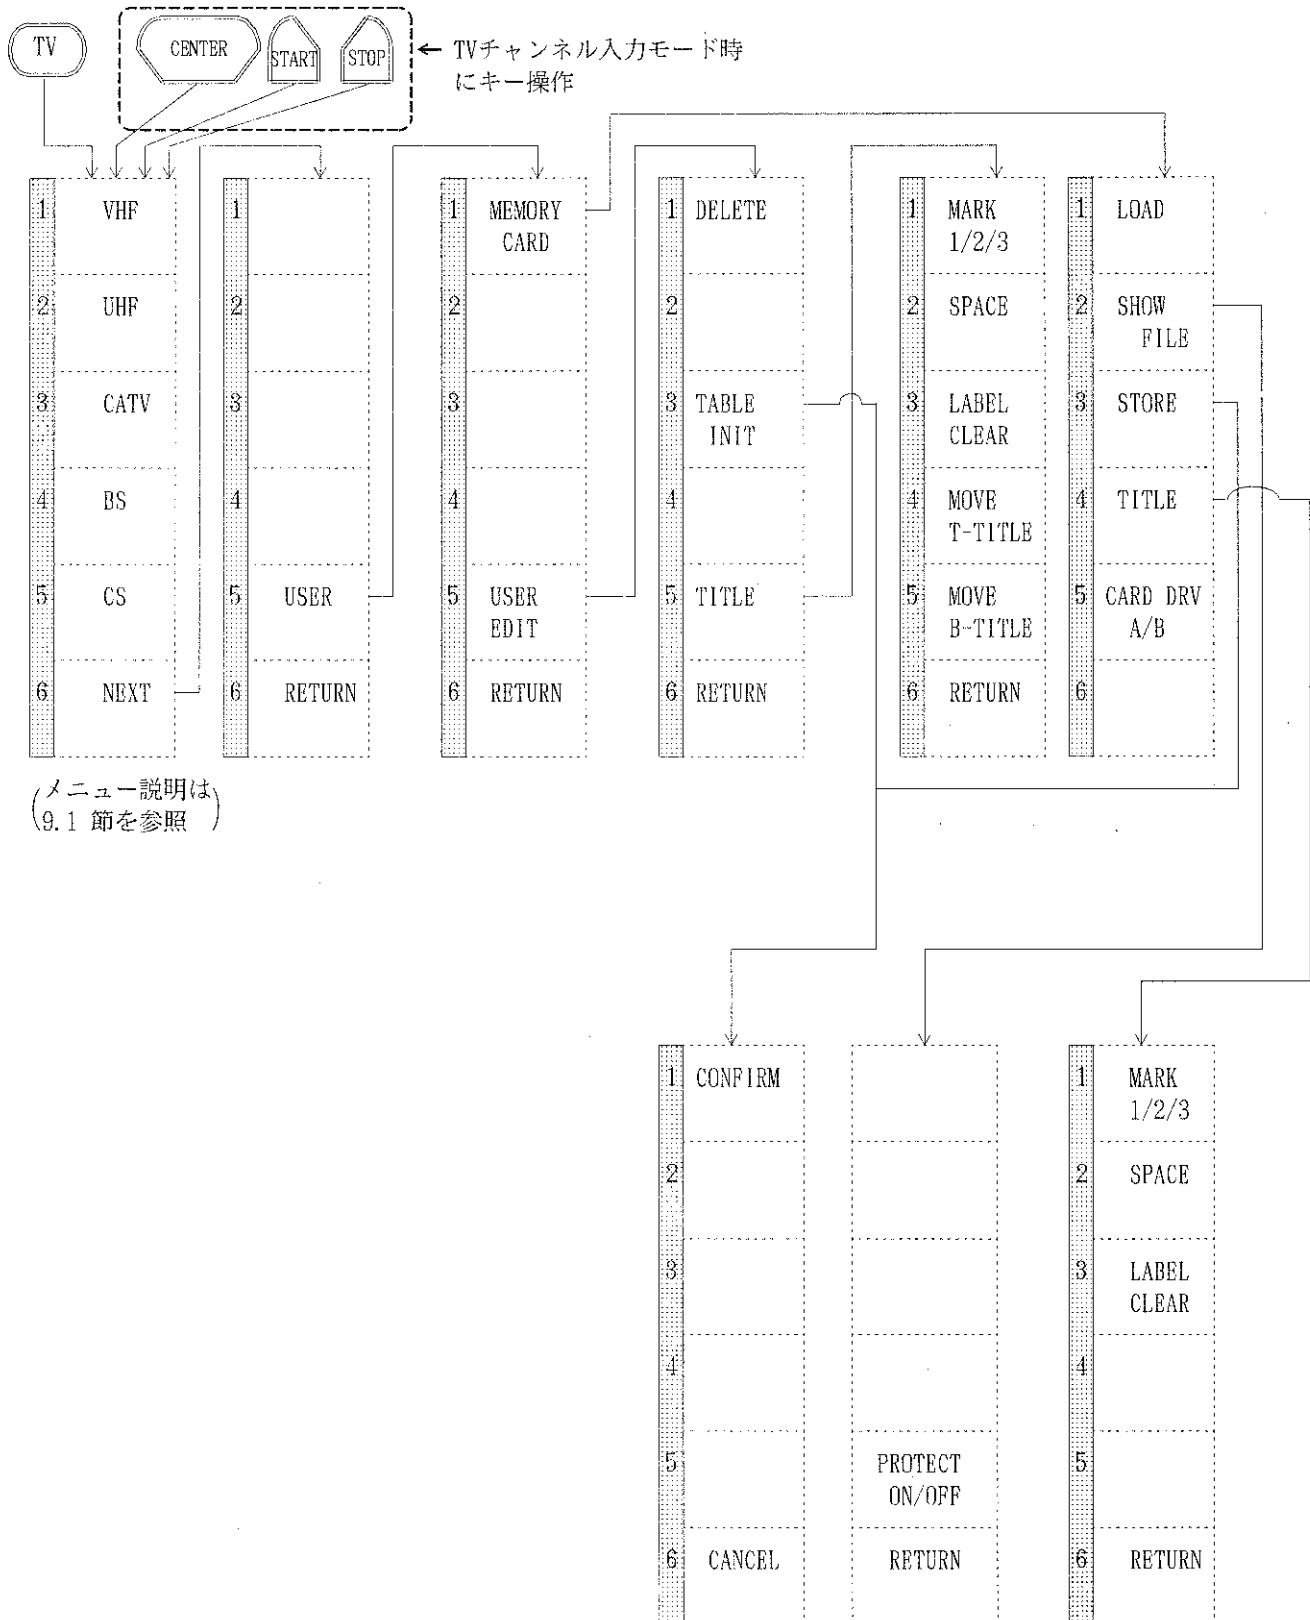 TV
CENTER
START
STOP
← TVチャンネル入力モード時
にキー操作
1 VHF
2 UHF
3 CATV
4 BS
5 CS
6 NEXT
(メニュー説明は
9.1 節を参照)
1
2
3
4
5 USER
6 RETURN
1 MEMORY
CARD
2
3
4
5 USER
EDIT
6 RETURN
1 DELETE
2
3 TABLE
INIT
4
5 TITLE
6 RETURN
1 MARK
1/2/3
2 SPACE
3 LABEL
CLEAR
4 MOVE
T-TITLE
5 MOVE
B-TITLE
6 RETURN
1 LOAD
2 SHOW
FILE
3 STORE
4 TITLE
5 CARD DRV
A/B
6
1 CONFIRM
2
3
4
5
6 CANCEL
PROTECT
ON/OFF
RETURN
1 MARK
1/2/3
2 SPACE
3 LABEL
CLEAR
4
5
6 RETURN